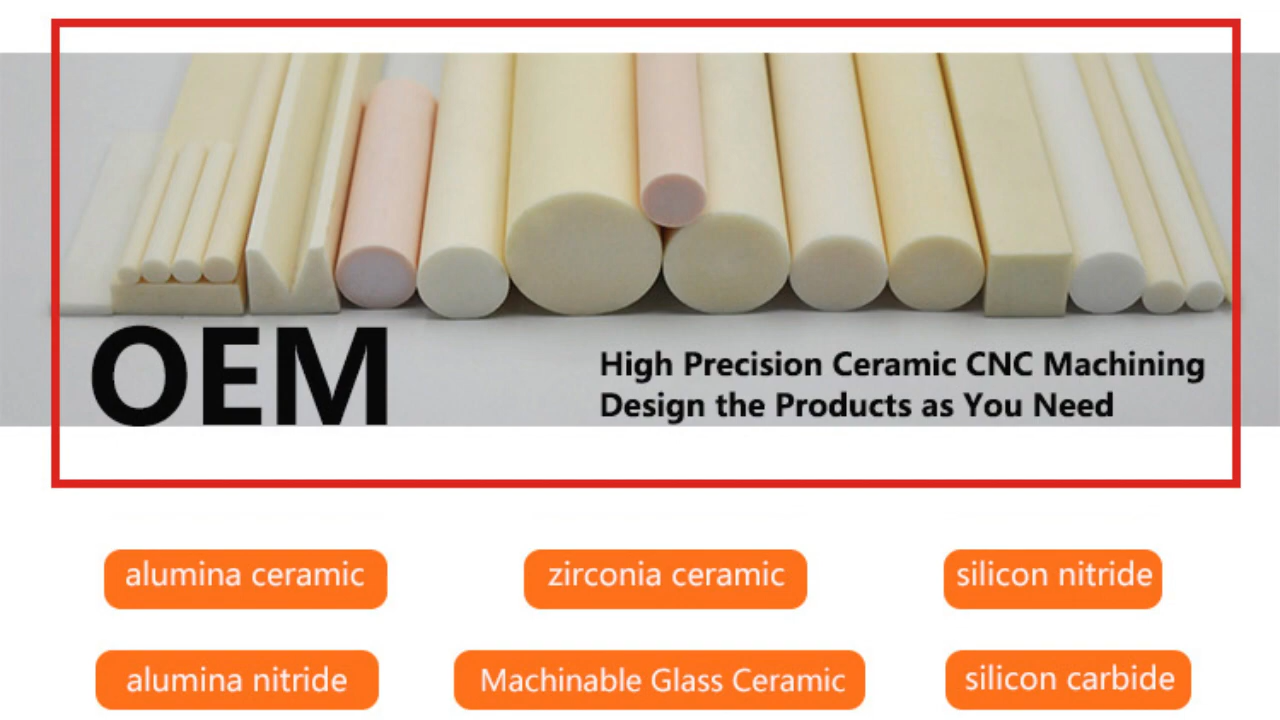 OEM
High Precision Ceramic CNC Machining
Design the Products as You Need
alumina ceramic
zirconia ceramic
silicon nitride
alumina nitride
Machinable Glass Ceramic
silicon carbide